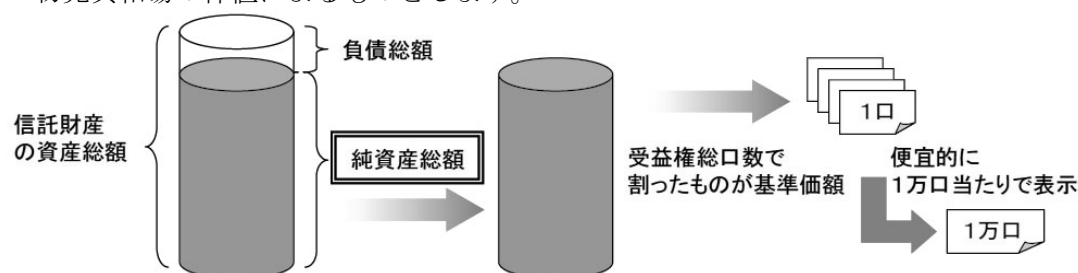 負債総額
信託財産
の資産総額
純資産総額
1口
受益権総口数で
割ったものが基準価額
便宜的に
1万口当たりで表示
1万口